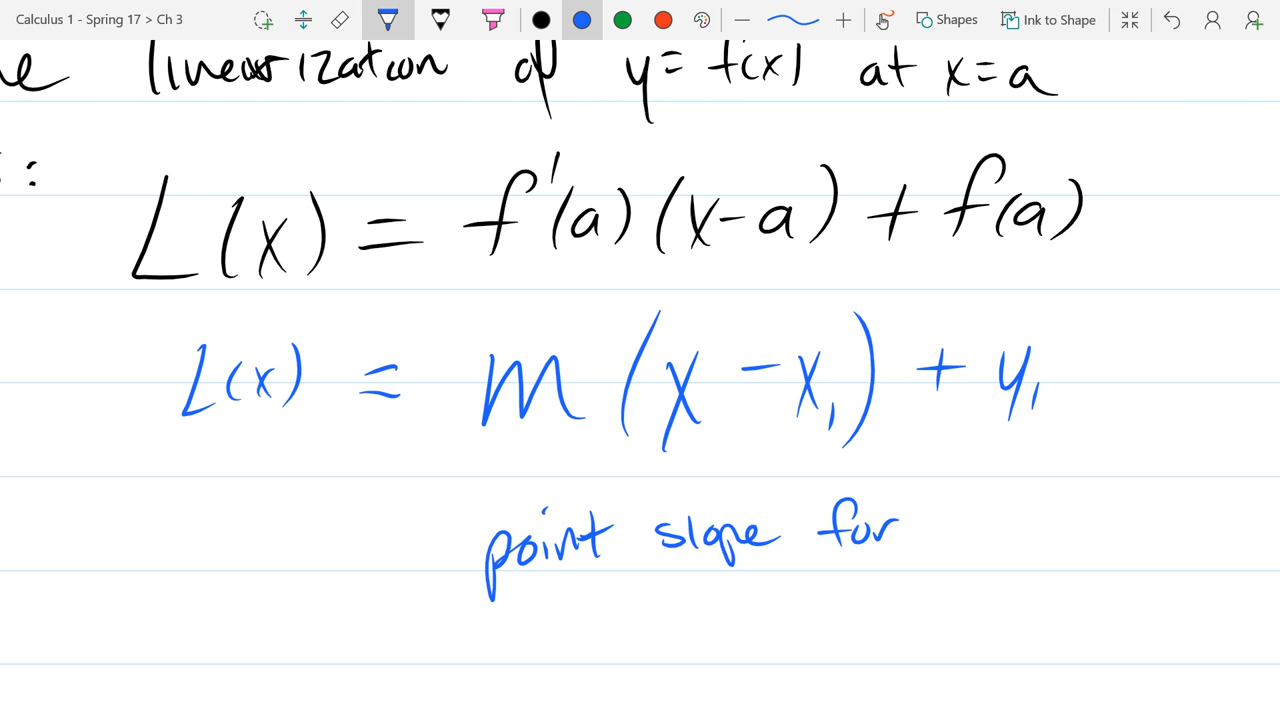 Calculus 1 - Spring 17 > Ch 3 Shapes Ink to Shape
linearization of y = f(x) at x = a
:
L(x) = f'(a)(x-a) + f(a)
L(x) = m(x - x₁) + y₁
point slope for